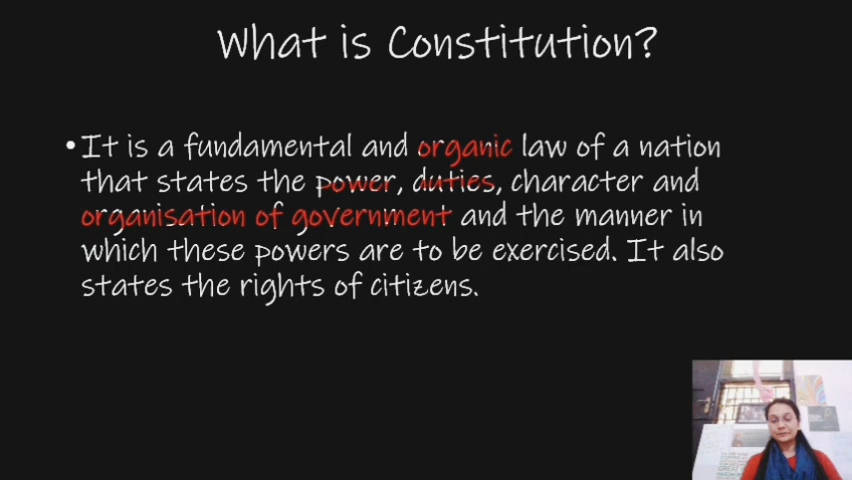 What is Constitution?
• It is a fundamental and organic law of a nation
that states the power, duties, character and
organisation of government and the manner in
which these powers are to be exercised. It also
states the rights of citizens.